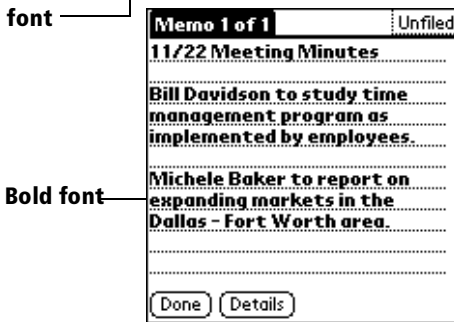 font
Memo 1 of 1 Unfiled
11/22 Meeting Minutes
Bill Davidson to study time
management program as
implemented by employees.
Michele Baker to report on
Bold font
expanding markets in the
Dallas - Fort Worth area.
Done Details